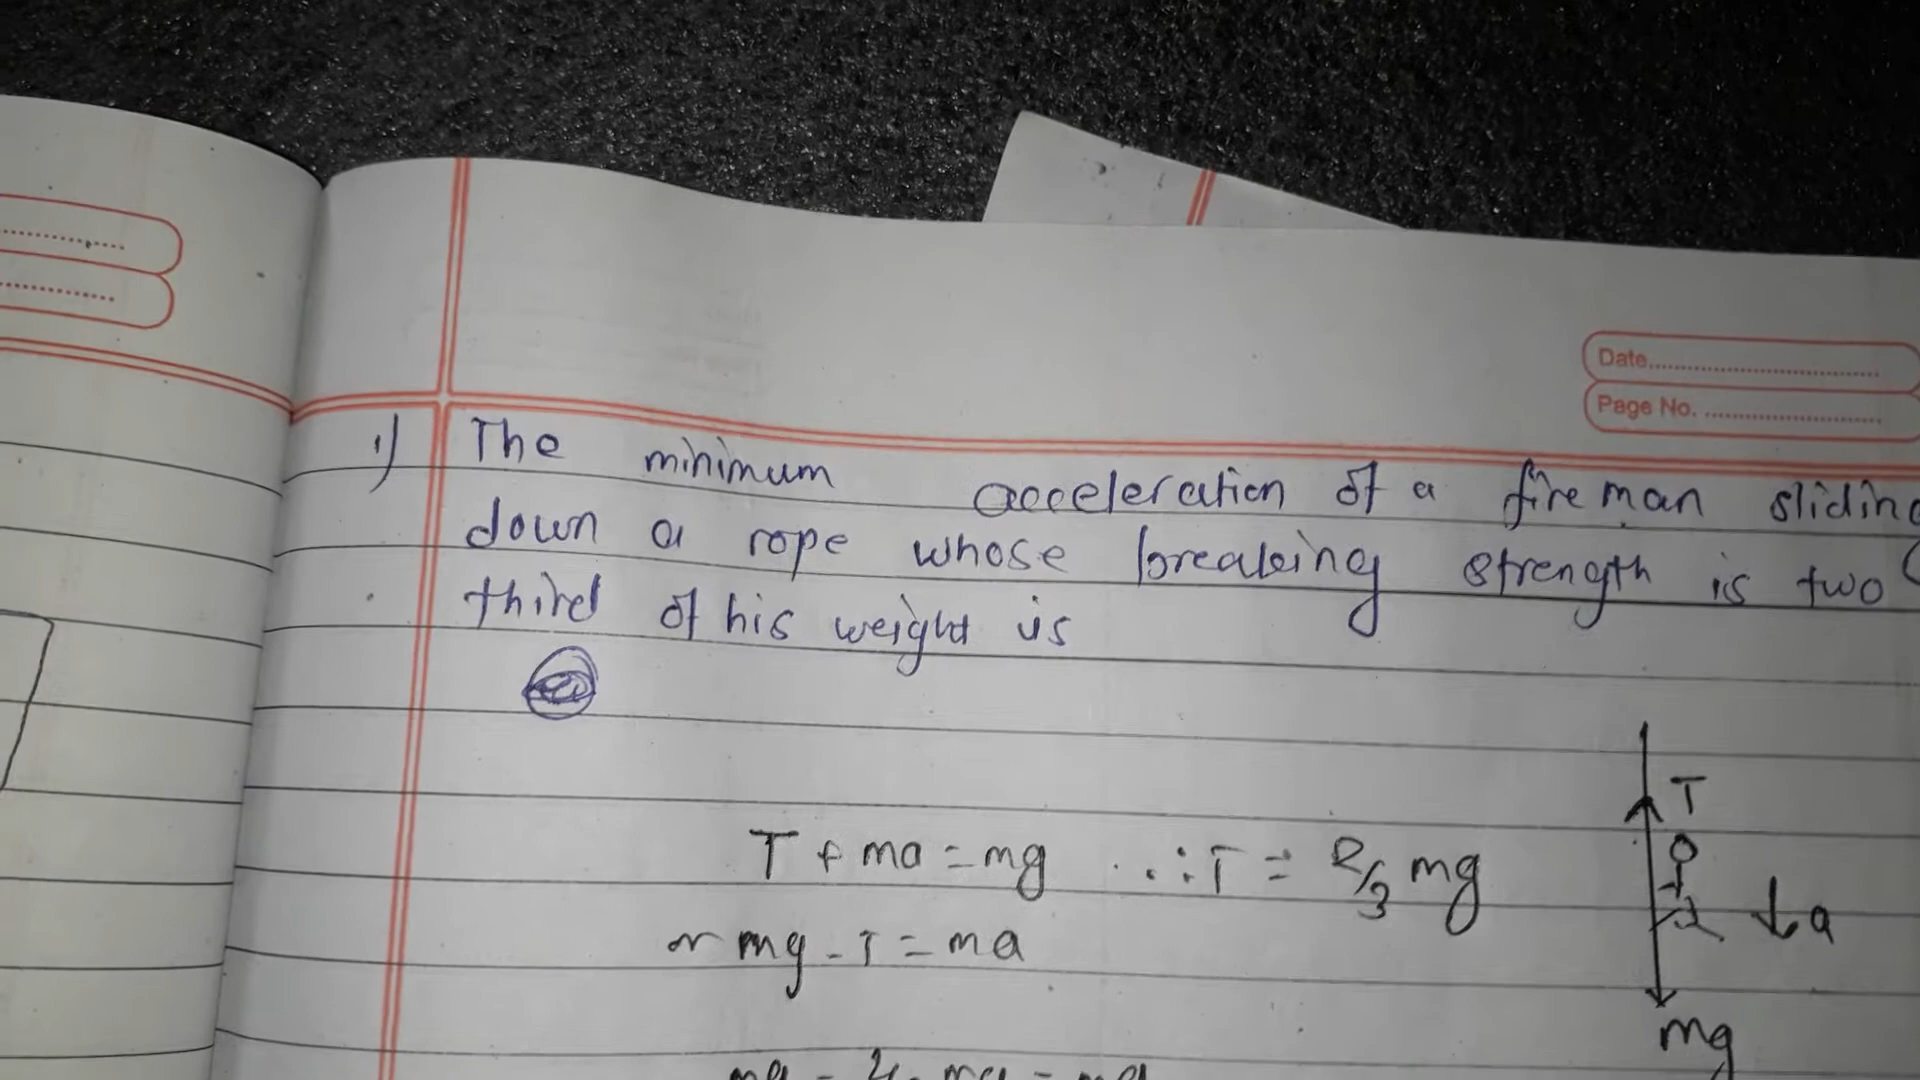 Date
Page No.
1) The minimum acceleration of a fireman sliding
down a rope whose breaking strength is two
third of his weight is
T + ma = mg ∴ T = 2/3 mg
or mg - T = ma
T
a
mg